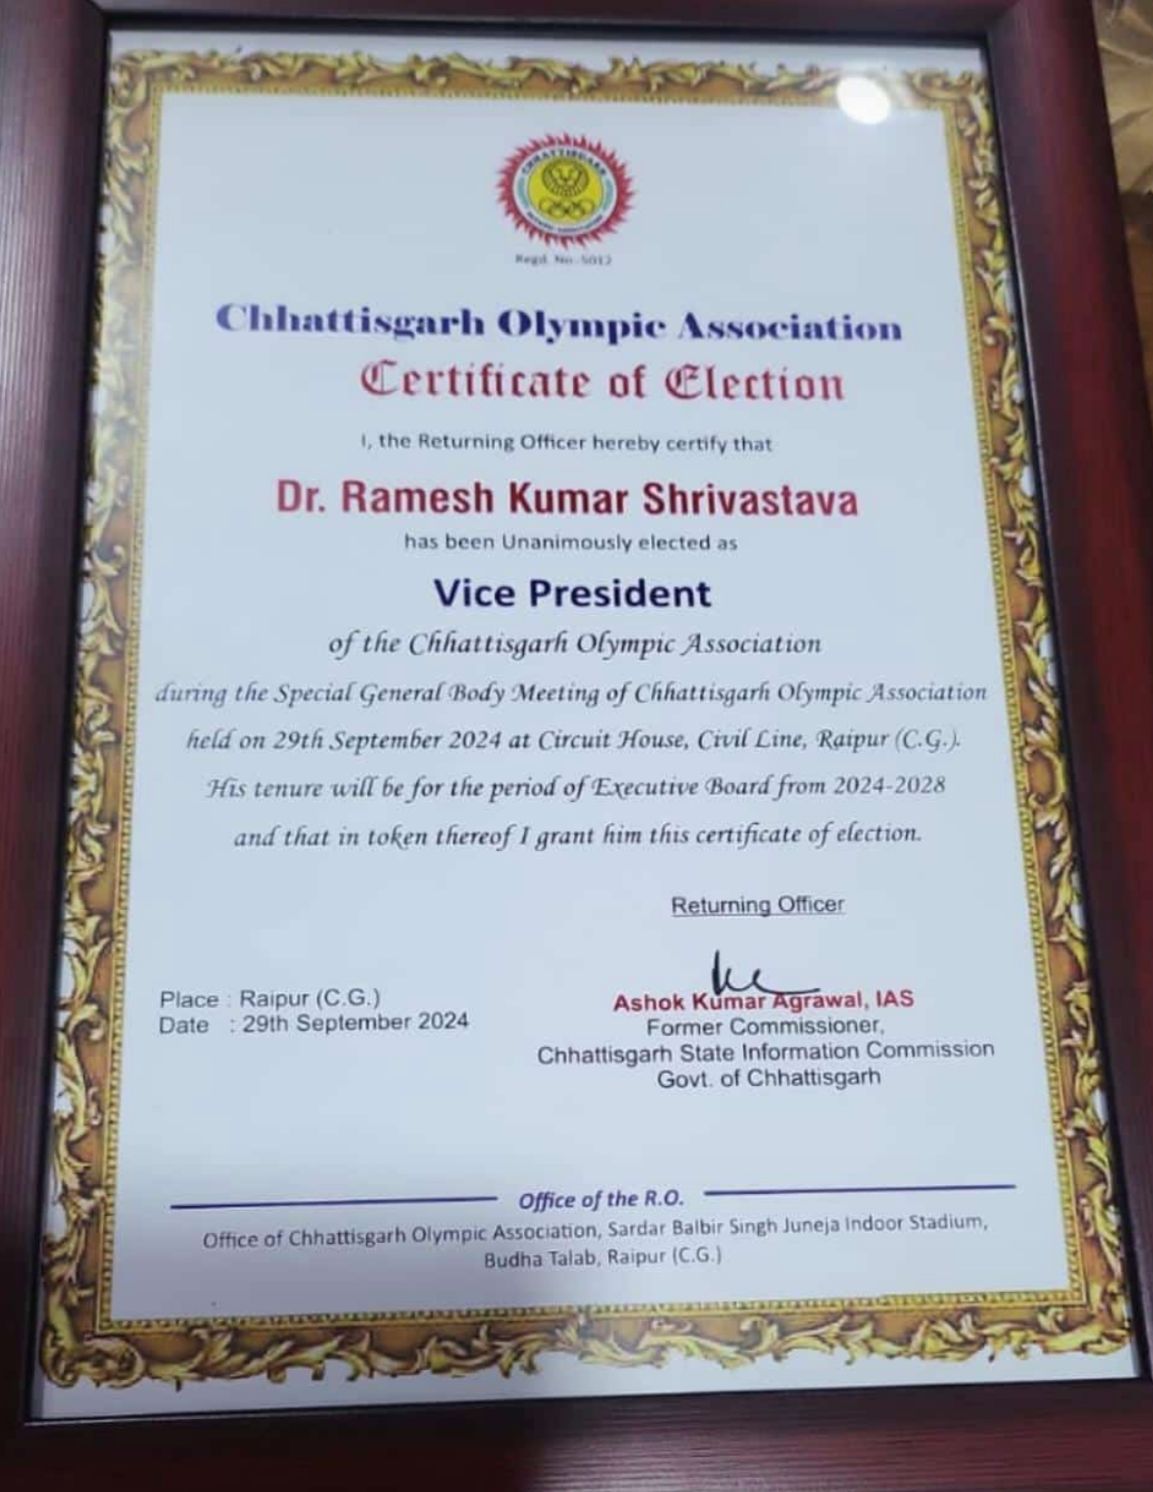 CHHATTISGARH
Regd. No.-5012
Chhattisgarh Olympic Association
Certificate of Election
I, the Returning Officer hereby certify that
Dr. Ramesh Kumar Shrivastava
has been Unanimously elected as
Vice President
of the Chhattisgarh Olympic Association
during the Special General Body Meeting of Chhattisgarh Olympic Association
held on 29th September 2024 at Circuit House, Civil Line, Raipur (C.G.).
His tenure will be for the period of Executive Board from 2024-2028
and that in token thereof I grant him this certificate of election.
Returning Officer
Place : Raipur (C.G.)
Date : 29th September 2024
Ashok Kumar Agrawal, IAS
Former Commissioner,
Chhattisgarh State Information Commission
Govt. of Chhattisgarh
Office of the R.O.
Office of Chhattisgarh Olympic Association, Sardar Balbir Singh Juneja Indoor Stadium,
Budha Talab, Raipur (C.G.)